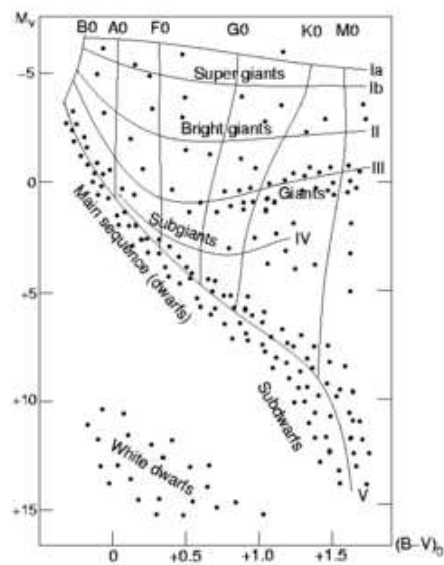 Mv
B0 A0 F0 G0 K0 M0
-5
Super giants
Ia
Ib
Bright giants
II
0
III
Giants
Subgiants
IV
Main sequence (dwarfs)
+5
Subdwarfs
+10
White dwarfs
V
+15
0 +0.5 +1.0 +1.5 (B-V)0